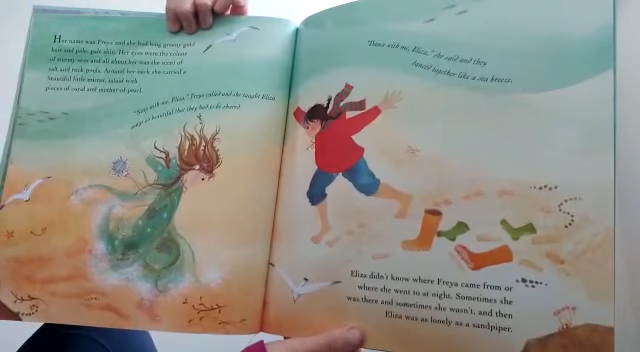 Her name was Freya and she had long greeny gold
hair and pale, pale skin. Her eyes were the colour
of stormy seas and all about her was the scent of
salt and rock pools. Around her neck she carried a
beautiful little mirror, inlaid with
pieces of coral and mother-of-pearl.
"Sing with me, Eliza," Freya called and she taught Eliza
songs so beautiful that they had to be shared.
"Dance with me, Eliza," she said and they
danced together like a sea breeze.
Eliza didn't know where Freya came from or
where she went to at night. Sometimes she
was there and sometimes she wasn't, and then
Eliza was as lonely as a sandpiper.